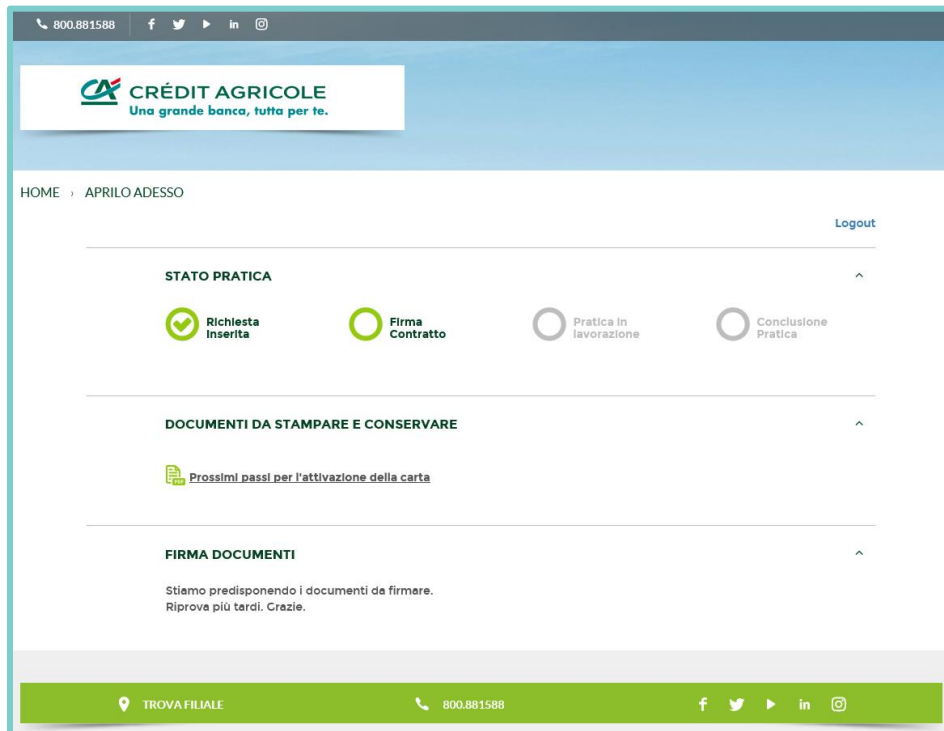 800.881588
CRÉDIT AGRICOLE
Una grande banca, tutta per te.
HOME › APRILO ADESSO
Logout
STATO PRATICA
Richiesta
Inserita
Firma
Contratto
Pratica in
lavorazione
Conclusione
Pratica
DOCUMENTI DA STAMPARE E CONSERVARE
PDF
Prossimi passi per l'attivazione della carta
FIRMA DOCUMENTI
Stiamo predisponendo i documenti da firmare.
Riprova più tardi. Grazie.
TROVA FILIALE
800.881588